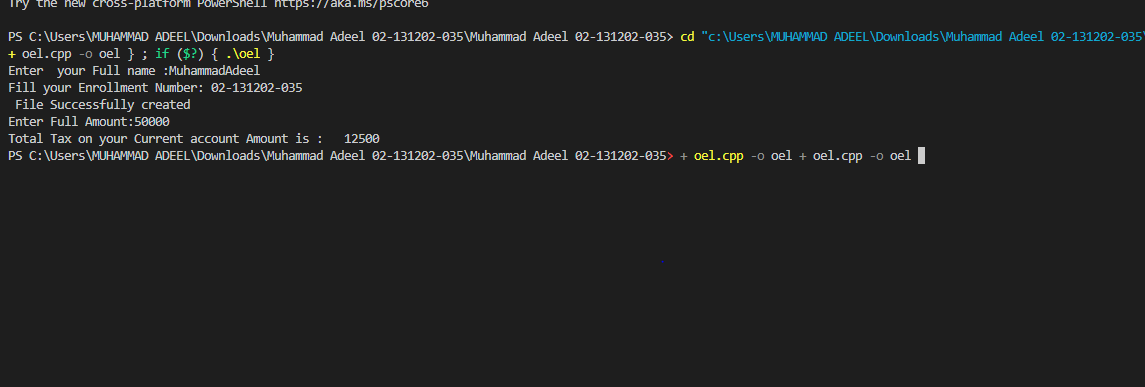 Try the new cross-platform PowerShell https://aka.ms/pscore6
PS C:\Users\MUHAMMAD ADEEL\Downloads\Muhammad Adeel 02-131202-035\Muhammad Adeel 02-131202-035> cd "c:\Users\MUHAMMAD ADEEL\Downloads\Muhammad Adeel 02-131202-035\
+ oel.cpp -o oel } ; if ($?) { .\oel }
Enter  your Full name :MuhammadAdeel
Fill your Enrollment Number: 02-131202-035
 File Successfully created
Enter Full Amount:50000
Total Tax on your Current account Amount is :   12500
PS C:\Users\MUHAMMAD ADEEL\Downloads\Muhammad Adeel 02-131202-035\Muhammad Adeel 02-131202-035> + oel.cpp -o oel + oel.cpp -o oel